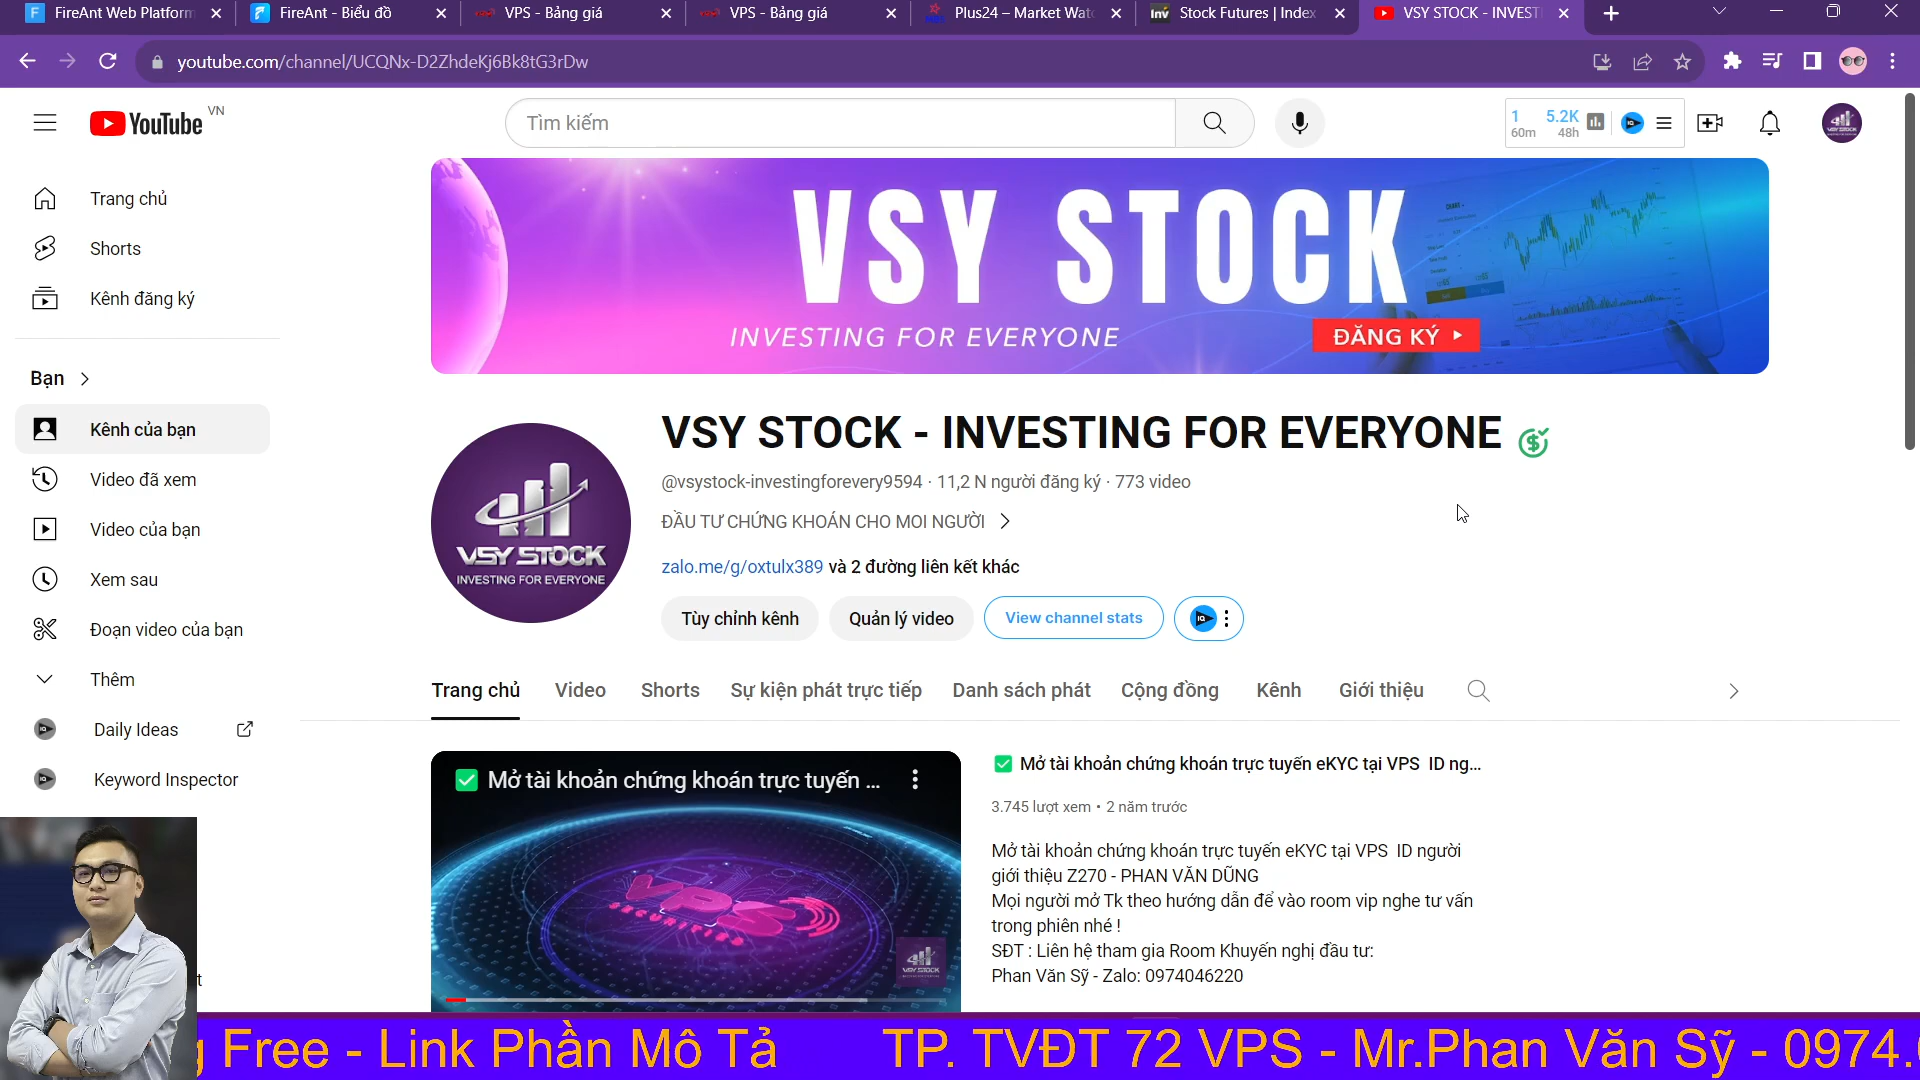 FireAnt Web Platform
FireAnt - Biểu đồ
VPS - Bảng giá
VPS - Bảng giá
Plus24 – Market Wat
Stock Futures | Index
VSY STOCK - INVEST
youtube.com/channel/UCQNx-D2ZhdeKj6Bk8tG3rDw
YouTube VN
Tìm kiếm
1 5.2K
60m 48h
Trang chủ
Shorts
Kênh đăng ký
Bạn
Kênh của bạn
Video đã xem
Video của bạn
Xem sau
Đoạn video của bạn
Thêm
Daily Ideas
Keyword Inspector
VSY STOCK
INVESTING FOR EVERYONE
ĐĂNG KÝ
VSY STOCK
INVESTING FOR EVERYONE
VSY STOCK - INVESTING FOR EVERYONE
@vsystock-investingforevery9594 · 11,2 N người đăng ký · 773 video
ĐẦU TƯ CHỨNG KHOÁN CHO MOI NGƯỜI
zalo.me/g/oxtulx389 và 2 đường liên kết khác
Tùy chỉnh kênh
Quản lý video
View channel stats
Trang chủ
Video
Shorts
Sự kiện phát trực tiếp
Danh sách phát
Cộng đồng
Kênh
Giới thiệu
Mở tài khoản chứng khoán trực tuyến ...
VPS
SECURITIES
VSY STOCK
Mở tài khoản chứng khoán trực tuyến eKYC tại VPS ID ng...
3.745 lượt xem • 2 năm trước
Mở tài khoản chứng khoán trực tuyến eKYC tại VPS ID người
giới thiệu Z270 - PHAN VĂN DŨNG
Mọi người mở Tk theo hướng dẫn để vào room vip nghe tư vấn
trong phiên nhé !
SĐT : Liên hệ tham gia Room Khuyến nghị đầu tư:
Phan Văn Sỹ - Zalo: 0974046220
g Free - Link Phần Mô Tả TP. TVĐT 72 VPS - Mr.Phan Văn Sỹ - 0974.